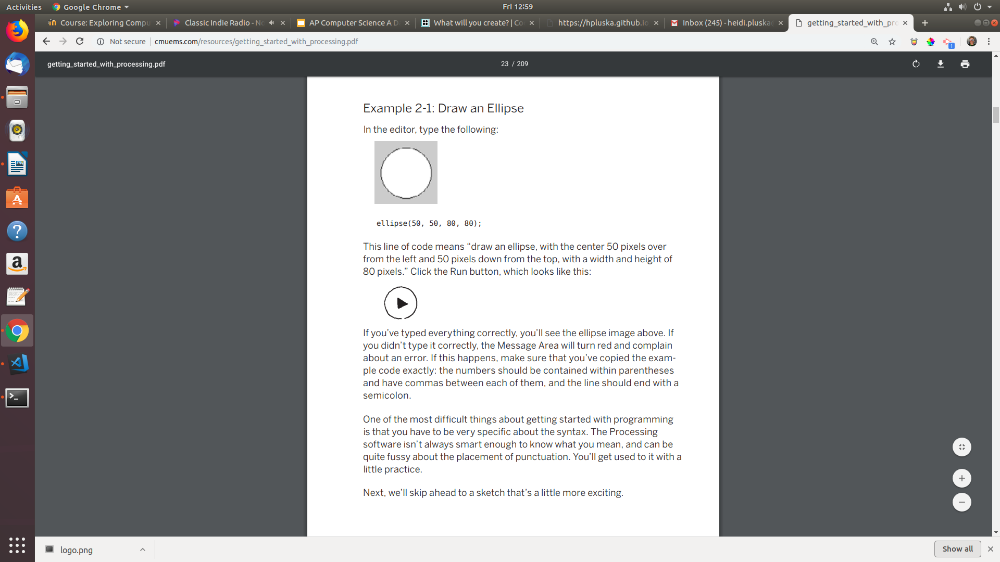 Activities
Google Chrome
Fri 12:59
Course: Exploring Compu
Classic Indie Radio - No
AP Computer Science A D
What will you create? | Co
https://hpluska.github.io
Inbox (245) - heidi.pluska
getting_started_with_pro
Not secure
cmuems.com/resources/getting_started_with_processing.pdf
1
getting_started_with_processing.pdf
23 / 209
Example 2-1: Draw an Ellipse
In the editor, type the following:
ellipse(50, 50, 80, 80);
This line of code means “draw an ellipse, with the center 50 pixels over
from the left and 50 pixels down from the top, with a width and height of
80 pixels.” Click the Run button, which looks like this:
If you’ve typed everything correctly, you’ll see the ellipse image above. If
you didn’t type it correctly, the Message Area will turn red and complain
about an error. If this happens, make sure that you’ve copied the exam-
ple code exactly: the numbers should be contained within parentheses
and have commas between each of them, and the line should end with a
semicolon.
One of the most difficult things about getting started with programming
is that you have to be very specific about the syntax. The Processing
software isn’t always smart enough to know what you mean, and can be
quite fussy about the placement of punctuation. You’ll get used to it with a
little practice.
Next, we’ll skip ahead to a sketch that’s a little more exciting.
logo.png
Show all